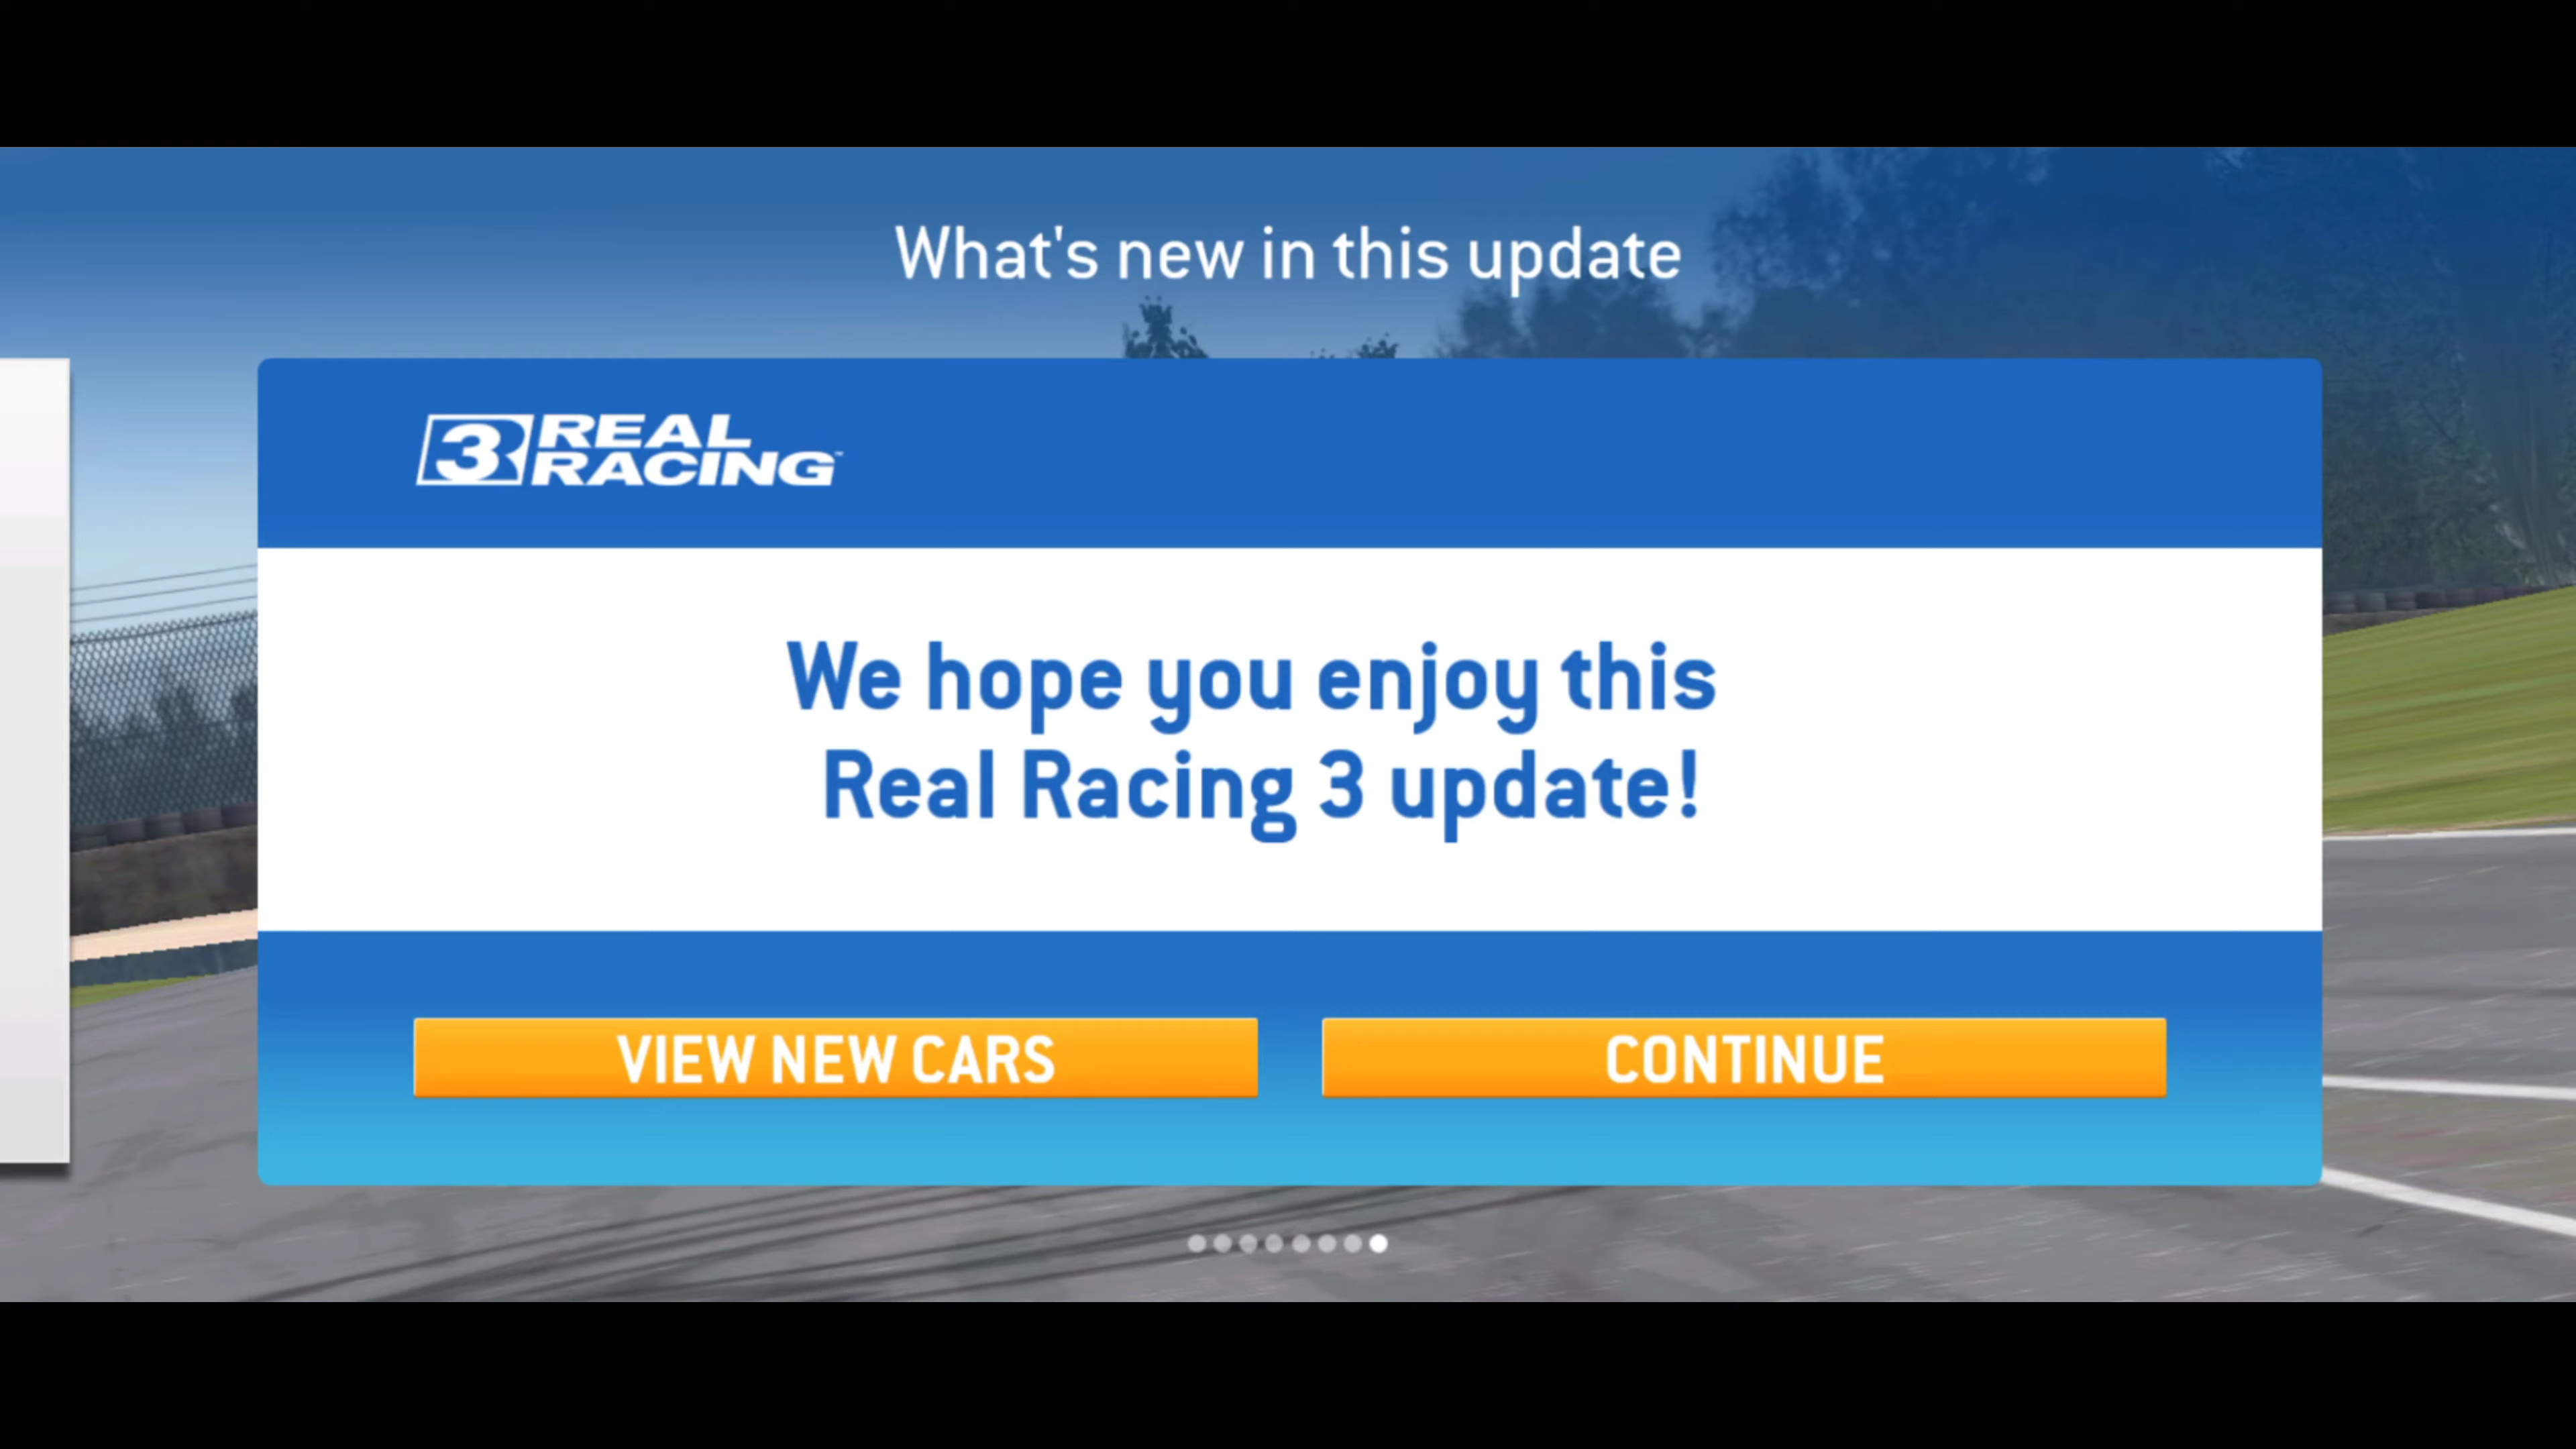 What's new in this update
3 REAL
RACING™
We hope you enjoy this
Real Racing 3 update!
VIEW NEW CARS
CONTINUE